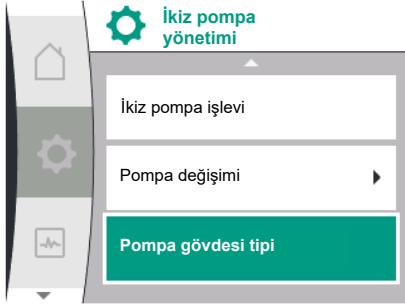 İkiz pompa
yönetimi
İkiz pompa işlevi
Pompa değişimi
Pompa gövdesi tipi